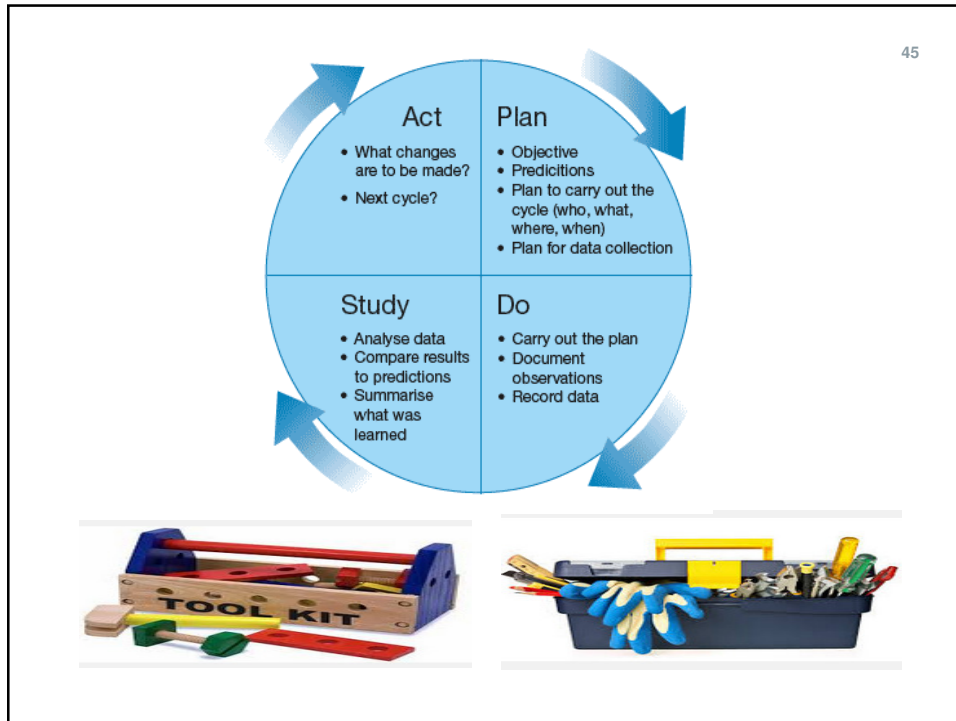 45
Act
• What changes
are to be made?
• Next cycle?
Plan
• Objective
• Predicitions
• Plan to carry out the
cycle (who, what,
where, when)
• Plan for data collection
Study
• Analyse data
• Compare results
to predictions
• Summarise
what was
learned
Do
• Carry out the plan
• Document
observations
• Record data
TOOL KIT